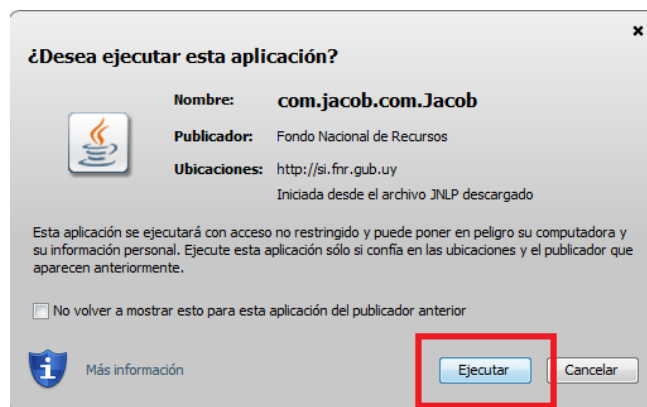 ¿Desea ejecutar esta aplicación?
Nombre: com.jacob.com.Jacob
Publicador: Fondo Nacional de Recursos
Ubicaciones: http://si.fnr.gub.uy
Iniciada desde el archivo JNLP descargado
Esta aplicación se ejecutará con acceso no restringido y puede poner en peligro su computadora y
su información personal. Ejecute esta aplicación sólo si confía en las ubicaciones y el publicador que
aparecen anteriormente.
No volver a mostrar esto para esta aplicación del publicador anterior
Más información
Ejecutar
Cancelar